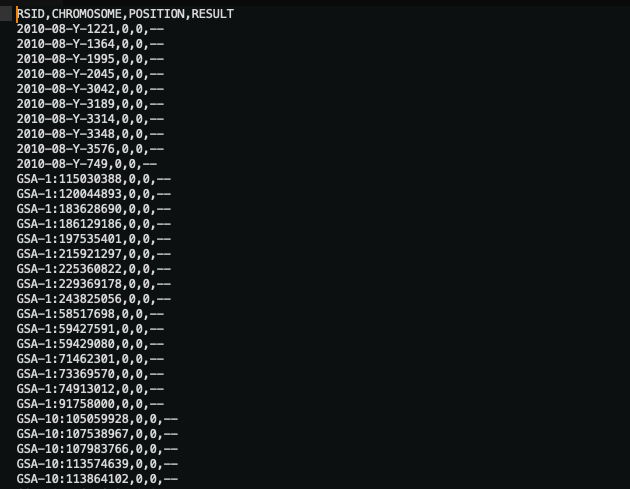 RSID,CHROMOSOME,POSITION,RESULT
2010-08-Y-1221,0,0,--
2010-08-Y-1364,0,0,--
2010-08-Y-1995,0,0,--
2010-08-Y-2045,0,0,--
2010-08-Y-3042,0,0,--
2010-08-Y-3189,0,0,--
2010-08-Y-3314,0,0,--
2010-08-Y-3348,0,0,--
2010-08-Y-3576,0,0,--
2010-08-Y-749,0,0,--
GSA-1:115030388,0,0,--
GSA-1:120044893,0,0,--
GSA-1:183628690,0,0,--
GSA-1:186129186,0,0,--
GSA-1:197535401,0,0,--
GSA-1:215921297,0,0,--
GSA-1:225360822,0,0,--
GSA-1:229369178,0,0,--
GSA-1:243825056,0,0,--
GSA-1:58517698,0,0,--
GSA-1:59427591,0,0,--
GSA-1:59429080,0,0,--
GSA-1:71462301,0,0,--
GSA-1:73369570,0,0,--
GSA-1:74913012,0,0,--
GSA-1:91758000,0,0,--
GSA-10:105059928,0,0,--
GSA-10:107538967,0,0,--
GSA-10:107983766,0,0,--
GSA-10:113574639,0,0,--
GSA-10:113864102,0,0,--